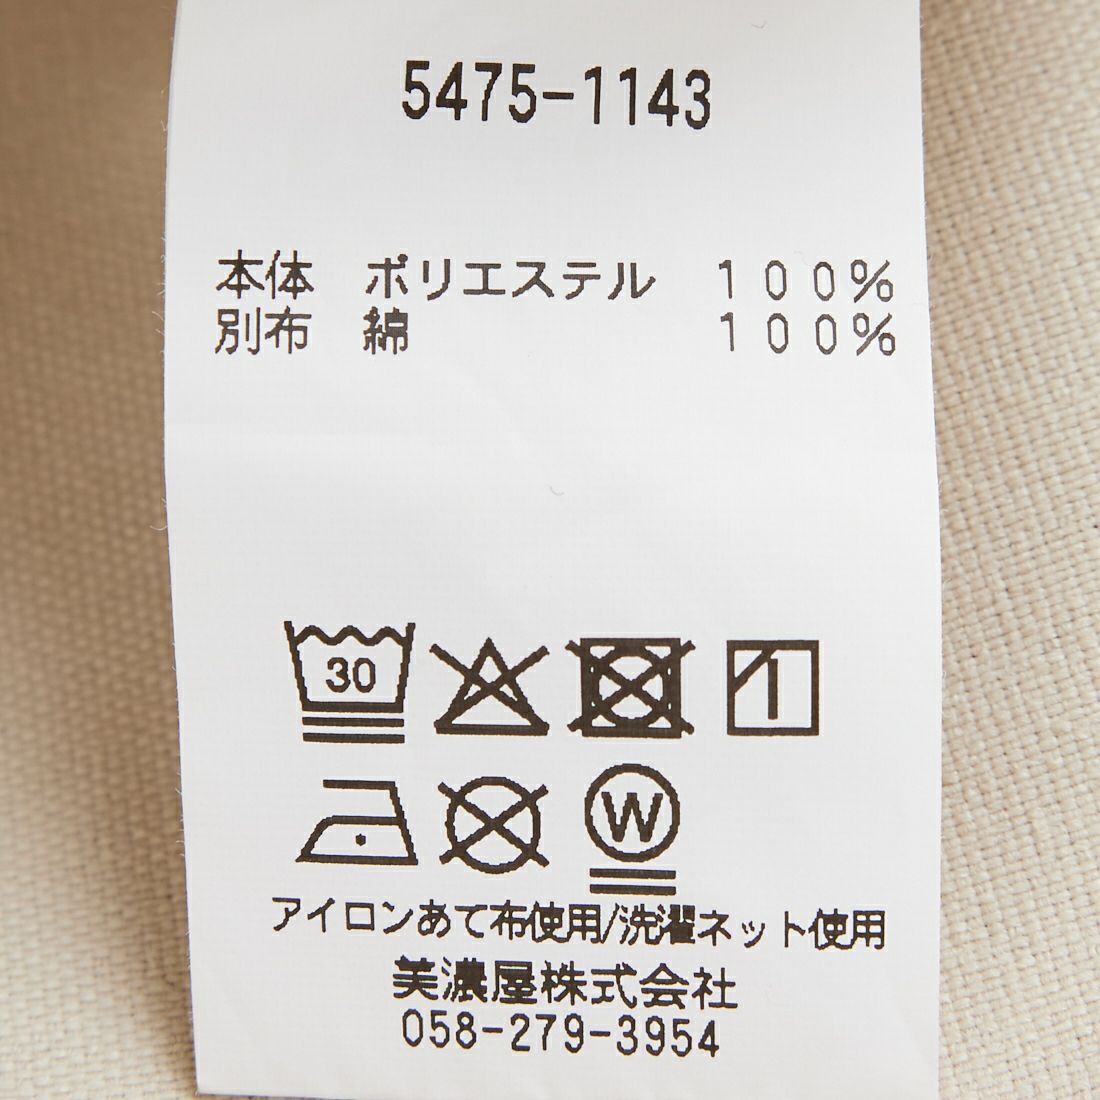 5475-1143
本体 ポリエステル 100%
別布 綿 100%
30
W
アイロンあて布使用/洗濯ネット使用
美濃屋株式会社
058-279-3954